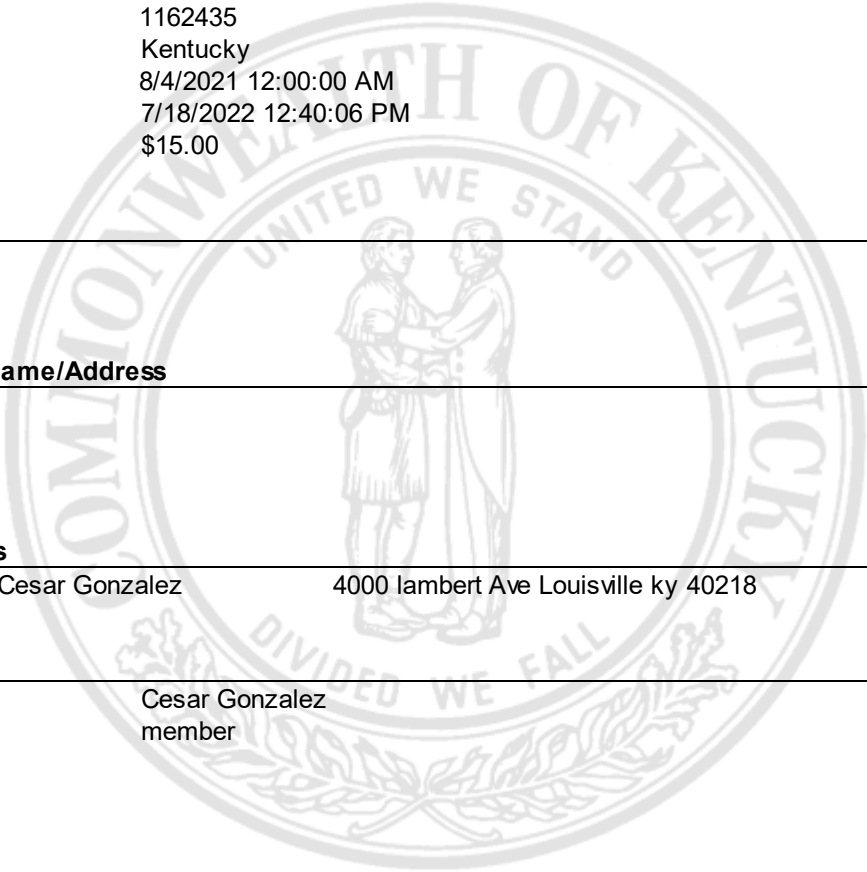 1162435
Kentucky
8/4/2021 12:00:00 AM
7/18/2022 12:40:06 PM
$15.00
COMMONWEALTH OF KENTUCKY
UNITED WE STAND
ame/Address
s
Cesar Gonzalez 4000 lambert Ave Louisville ky 40218
DIVIDED WE FALL
Cesar Gonzalez
member